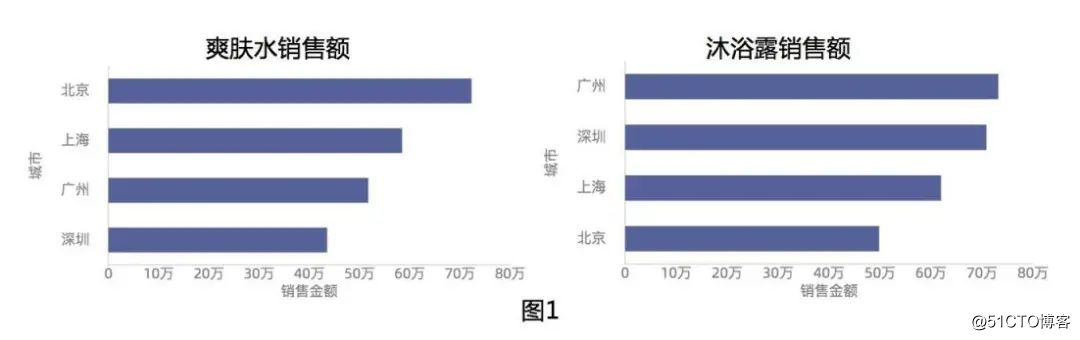 爽肤水销售额
北京
上海
广州
深圳
城市
0 10万 20万 30万 40万 50万 60万 70万 80万
销售金额
沐浴露销售额
广州
深圳
上海
北京
城市
0 10万 20万 30万 40万 50万 60万 70万 80万
销售金额
图1
@51CTO博客